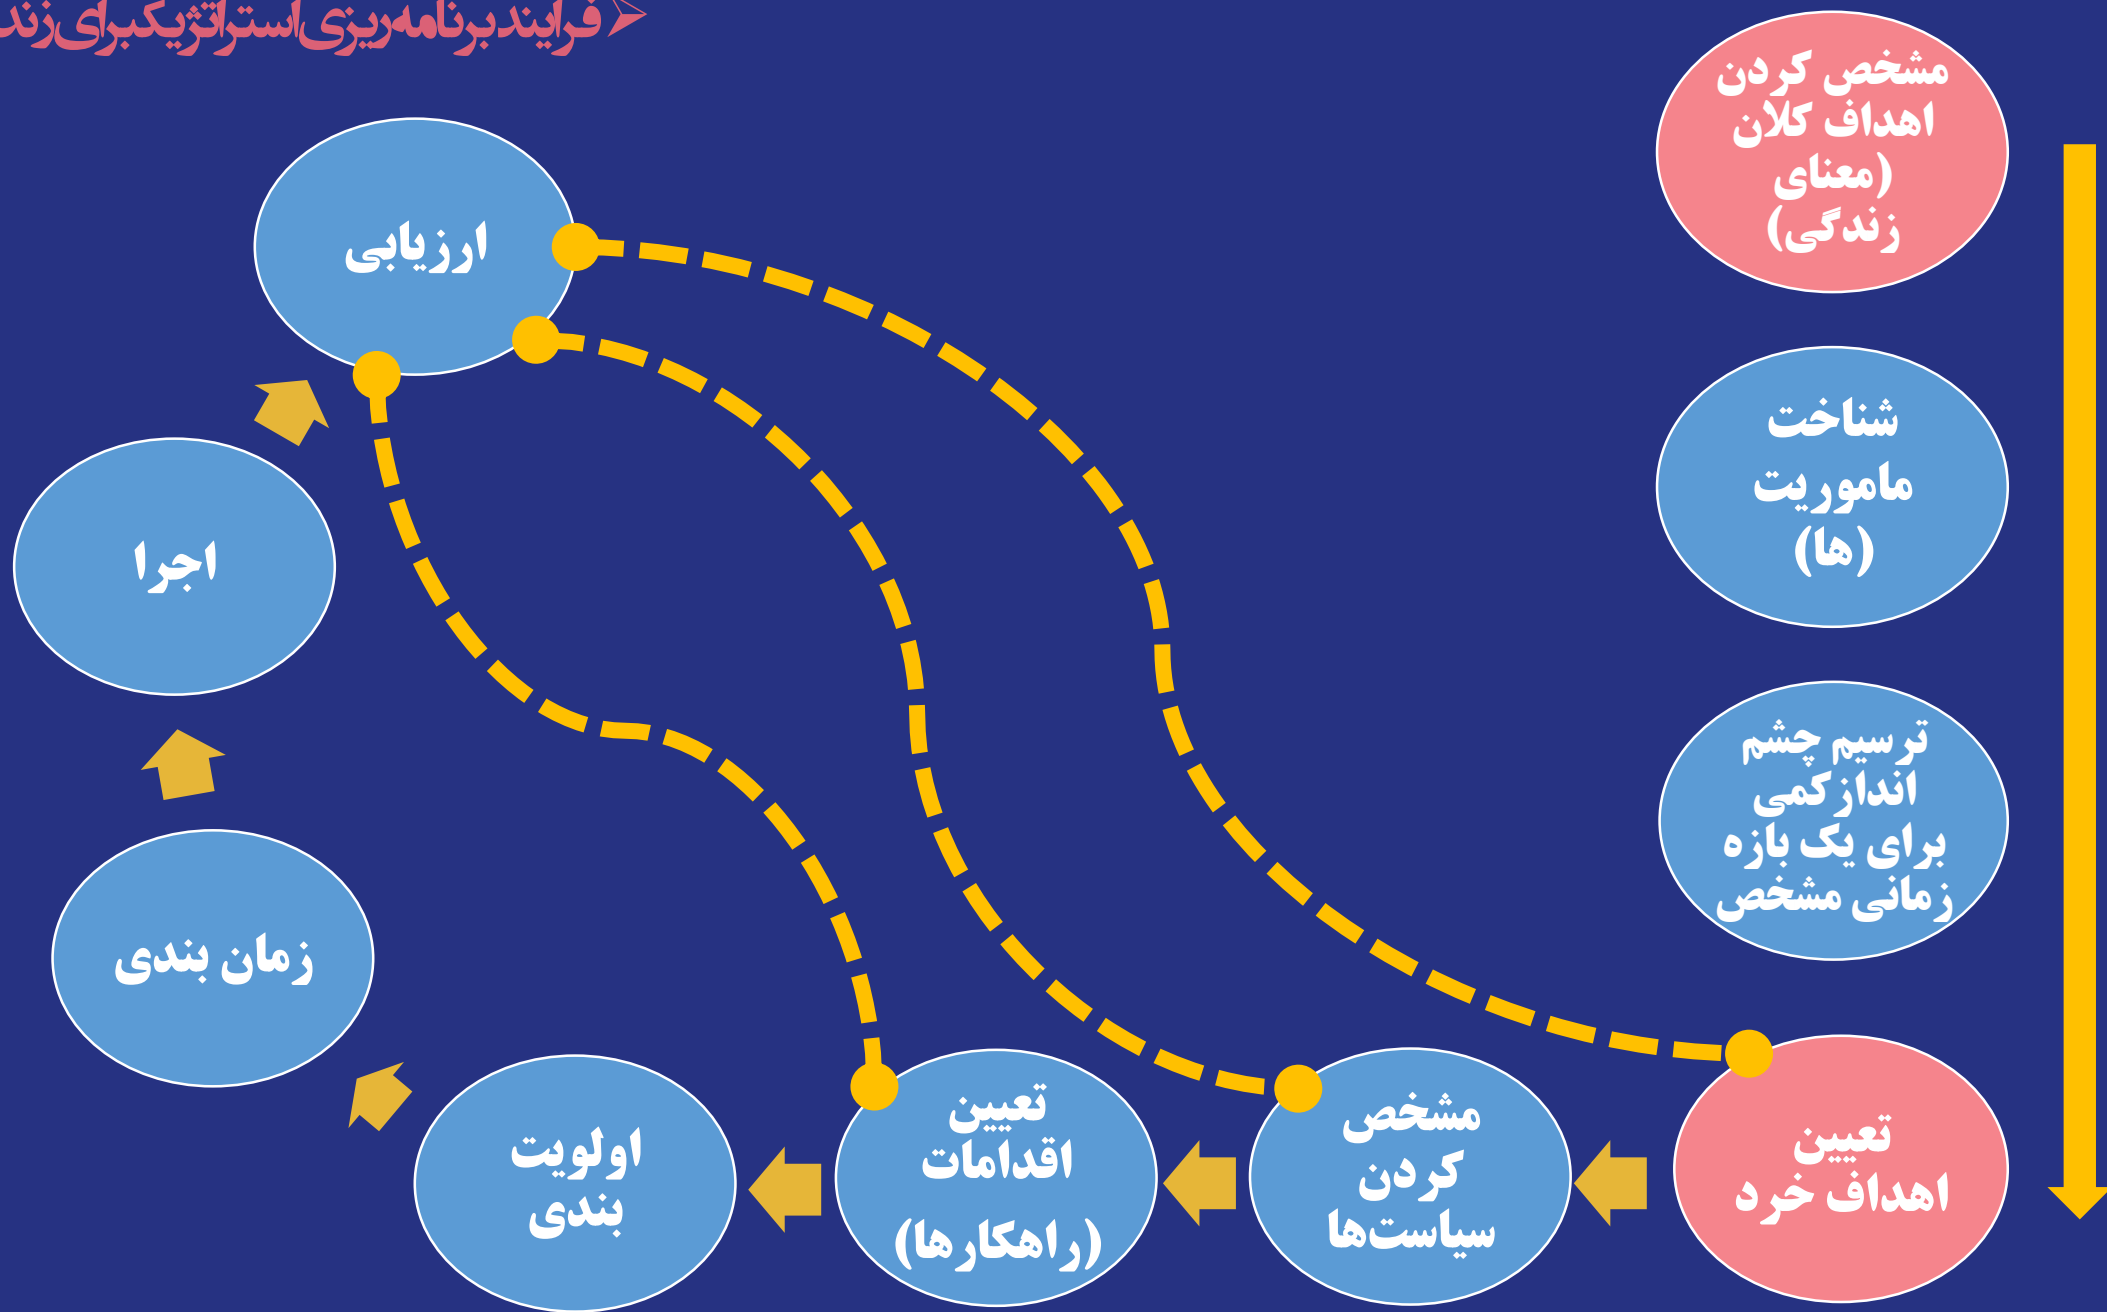 فرایند برنامه‌ریزی استراتژیک برای زند
مشخص کردن
اهداف کلان
(معنای
زندگی)
شناخت
ماموریت
(ها)
ترسیم چشم
اندازکمی
برای یک بازه
زمانی مشخص
تعیین
اهداف خرد
مشخص
کردن
سیاست‌ها
تعیین
اقدامات
(راهکارها)
اولویت
بندی
زمان بندی
اجرا
ارزیابی